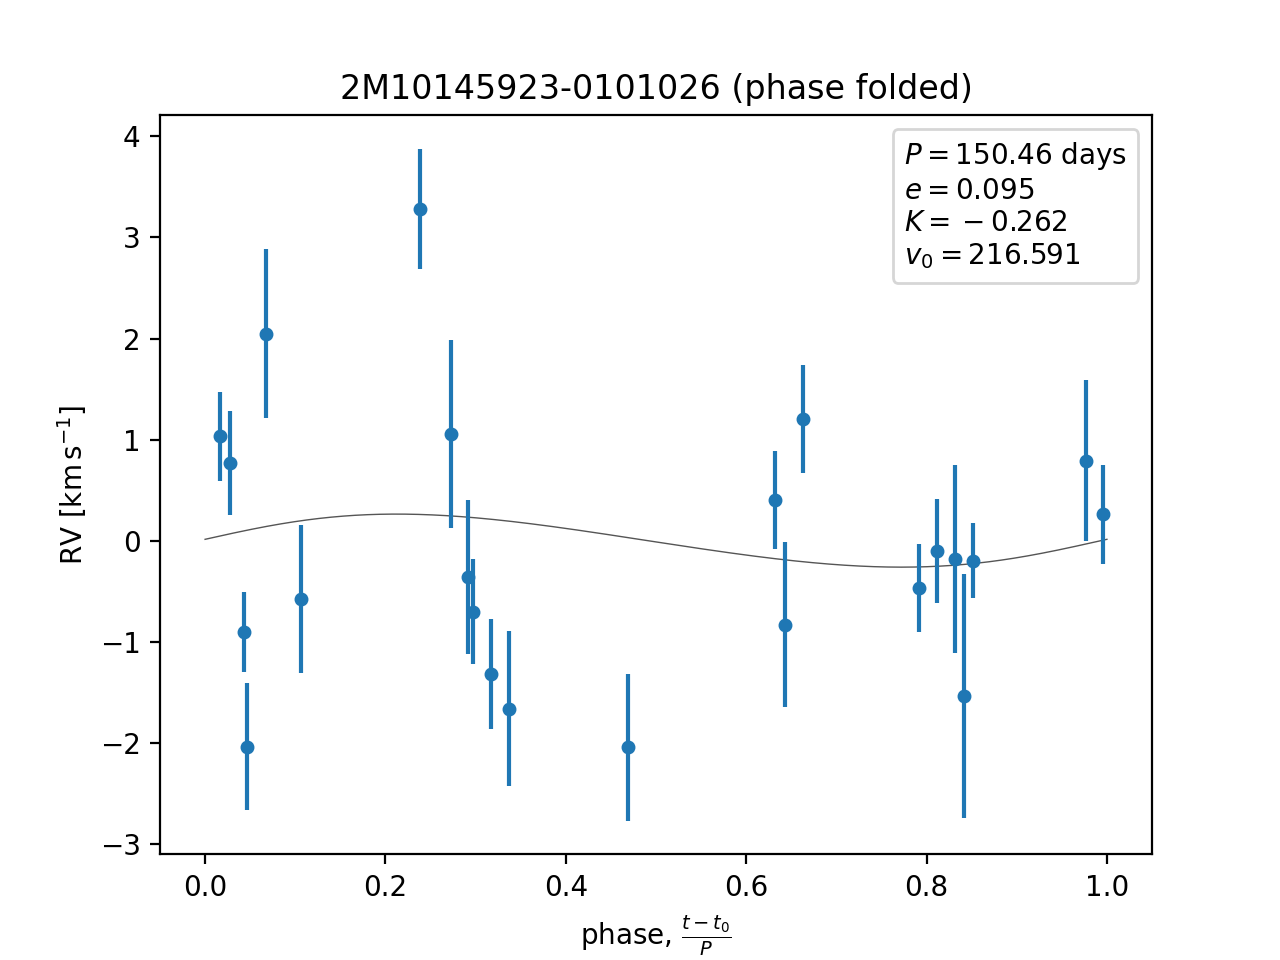 2M10145923-0101026 (phase folded)
P = 150.46 days
e = 0.095
K = −0.262
v₀ = 216.591
RV [km s⁻¹]
4
3
2
1
0
−1
−2
−3
0.0 0.2 0.4 0.6 0.8 1.0
phase, (t − t₀)/P